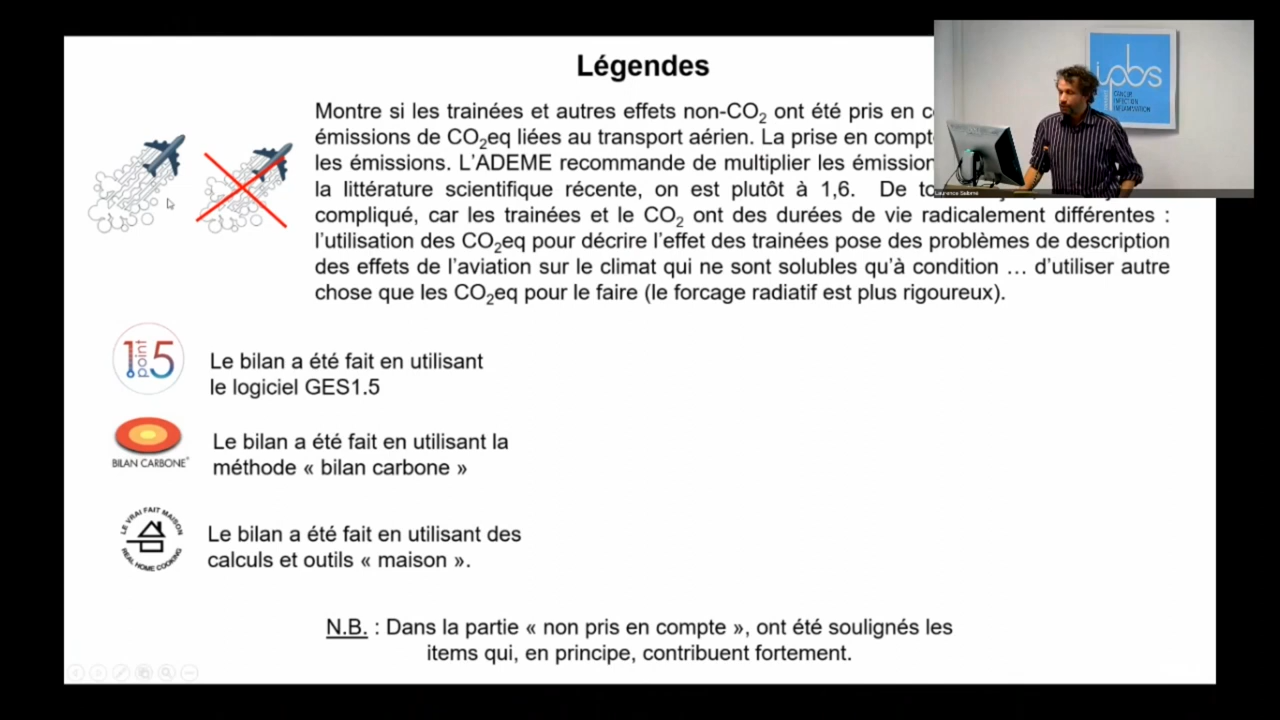 Légendes
Montre si les trainées et autres effets non-CO2 ont été pris en
émissions de CO2eq liées au transport aérien. La prise en
les émissions. L'ADEME recommande de multiplier les
la littérature scientifique récente, on est plutôt à 1,6. De
compliqué, car les trainées et le CO2 ont des durées de vie radicalement différentes :
l'utilisation des CO2eq pour décrire l'effet des trainées pose des problèmes de description
des effets de l'aviation sur le climat qui ne sont solubles qu'à condition … d'utiliser autre
chose que les CO2eq pour le faire (le forcage radiatif est plus rigoureux).
1point5
Le bilan a été fait en utilisant
le logiciel GES1.5
BILAN CARBONE
Le bilan a été fait en utilisant la
méthode « bilan carbone »
LE VRAI FAIT MAISON
REAL HOME COOKING
Le bilan a été fait en utilisant des
calculs et outils « maison ».
N.B. : Dans la partie « non pris en compte », ont été soulignés les
items qui, en principe, contribuent fortement.
ipbs
CANCER
INFECTION
INFLAMMATION
Laurence Salomé